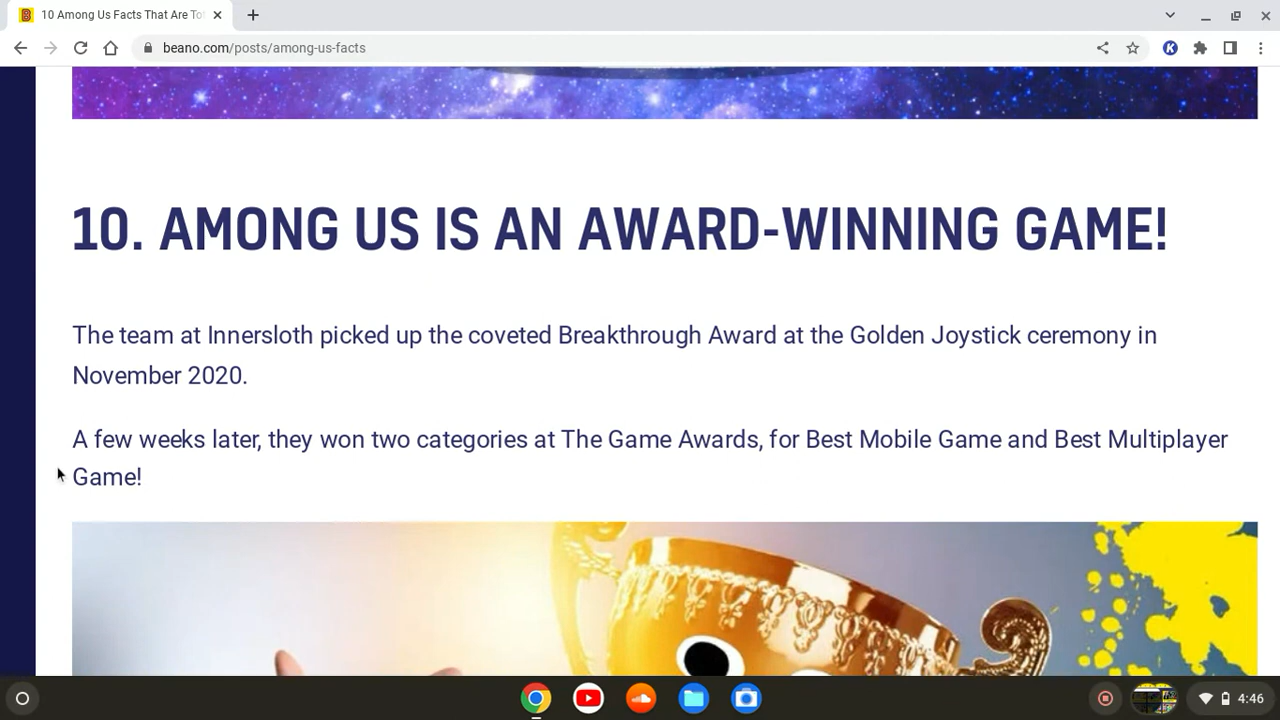 10 Among Us Facts That Are To
beano.com/posts/among-us-facts
10. AMONG US IS AN AWARD-WINNING GAME!
The team at Innersloth picked up the coveted Breakthrough Award at the Golden Joystick ceremony in
November 2020.
A few weeks later, they won two categories at The Game Awards, for Best Mobile Game and Best Multiplayer
Game!
4:46